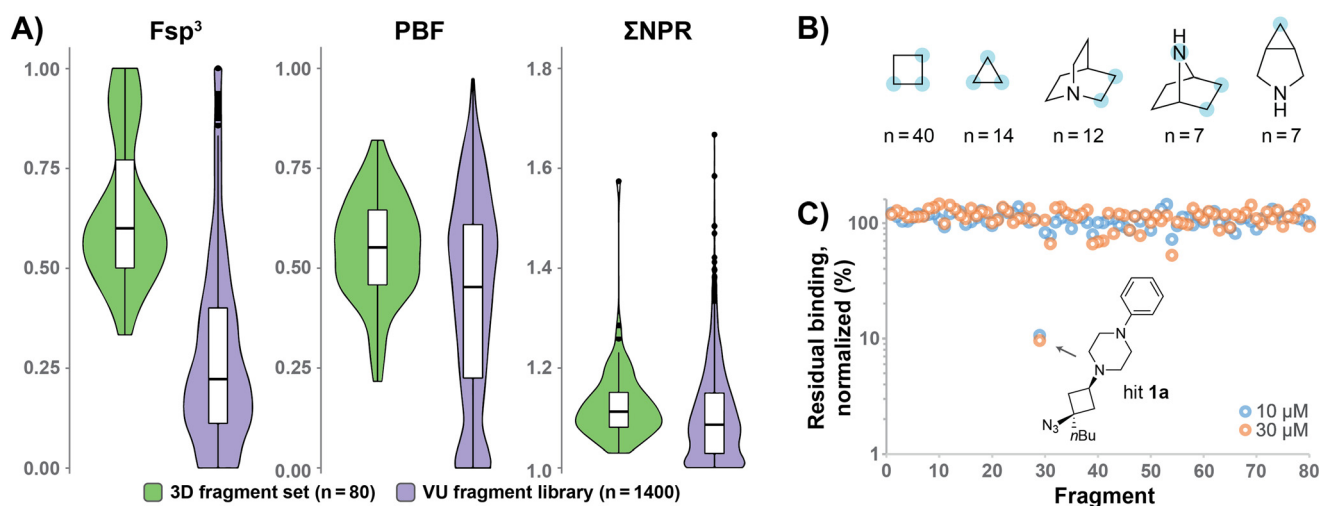 A)
Fsp³
PBF
ΣNPR
1.00
0.75
0.50
0.25
0.00
1.00
0.75
0.50
0.25
0.00
1.8
1.6
1.4
1.2
1.0
3D fragment set (n = 80)
VU fragment library (n = 1400)
B)
N
H
N
H
N
N
H
n = 40
n = 14
n = 12
n = 7
n = 7
C)
Residual binding,
normalized (%)
100
10
1
N
N
hit 1a
N₃
nBu
10 µM
30 µM
0
10
20
30
40
50
60
70
80
Fragment